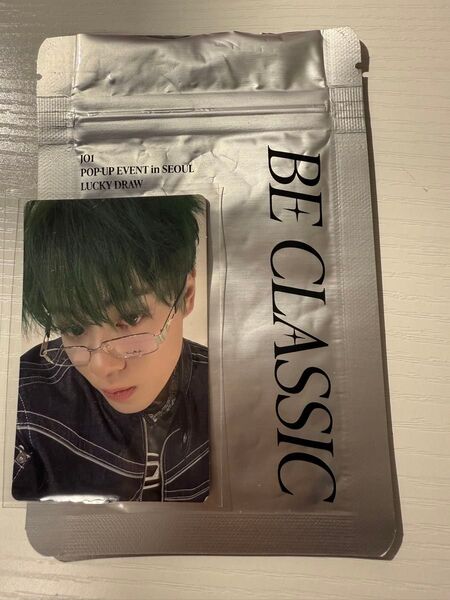 JO1
POP-UP EVENT in SEOUL
LUCKY DRAW
BE CLASSIC